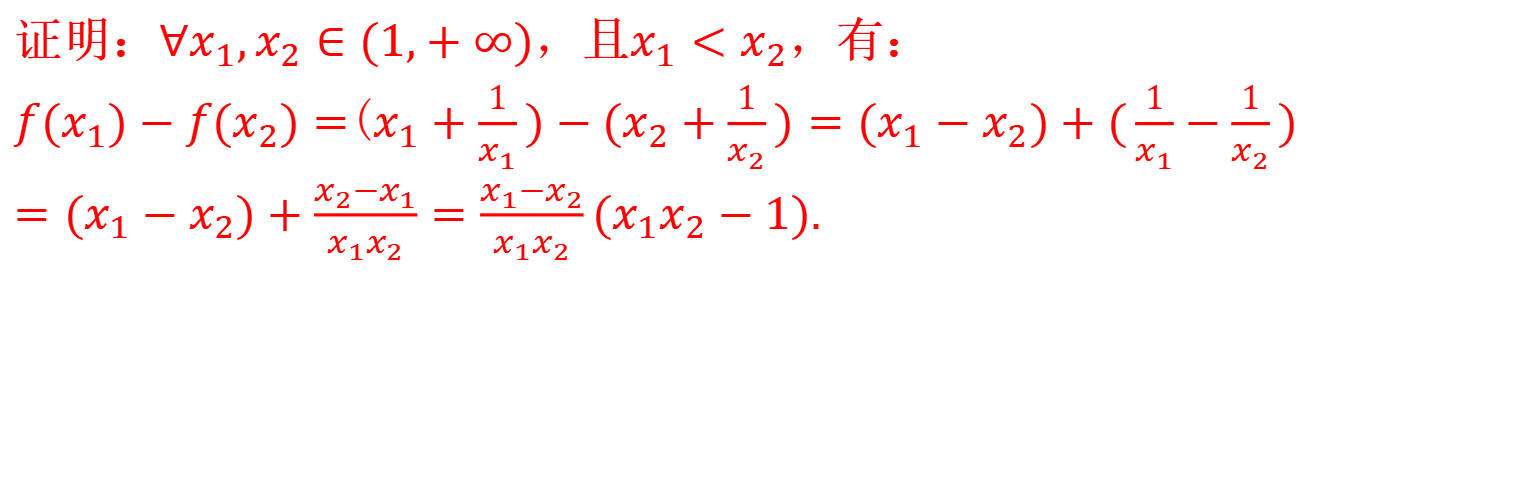 证明：∀x₁, x₂ ∈ (1, + ∞)，且x₁ < x₂，有：
f(x₁) − f(x₂) =（x₁ + 1/x₁) − (x₂ + 1/x₂) = (x₁ − x₂) + (1/x₁ − 1/x₂)
= (x₁ − x₂) + (x₂−x₁)/(x₁x₂) = (x₁−x₂)/(x₁x₂) (x₁x₂ − 1).